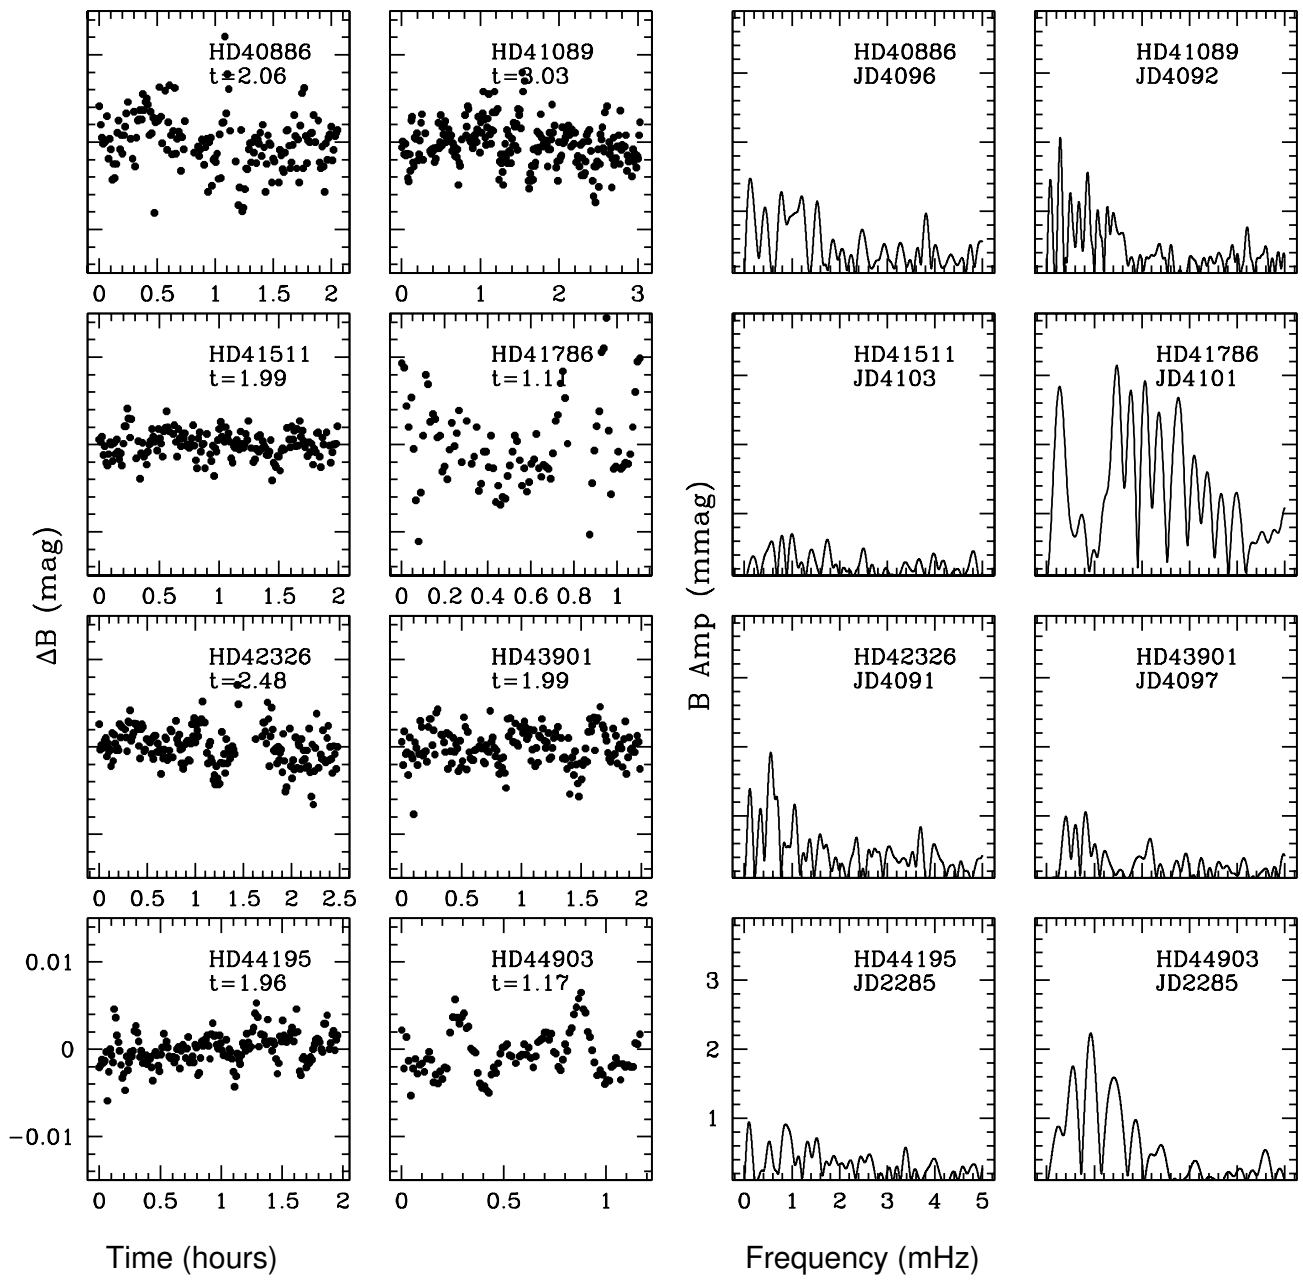 HD40886
t=2.06
HD41089
t=3.03
HD40886
JD4096
HD41089
JD4092
0 0.5 1 1.5 2
0 1 2 3
HD41511
t=1.99
HD41786
t=1.11
HD41511
JD4103
HD41786
JD4101
0 0.5 1 1.5 2
0 0.2 0.4 0.6 0.8 1
ΔB (mag)
B Amp (mmag)
HD42326
t=2.48
HD43901
t=1.99
HD42326
JD4091
HD43901
JD4097
0 0.5 1 1.5 2 2.5
0 0.5 1 1.5 2
HD44195
t=1.96
HD44903
t=1.17
HD44195
JD2285
HD44903
JD2285
0.01
0
−0.01
3
2
1
0 0.5 1 1.5 2
0 0.5 1
0 1 2 3 4 5
Time (hours)
Frequency (mHz)